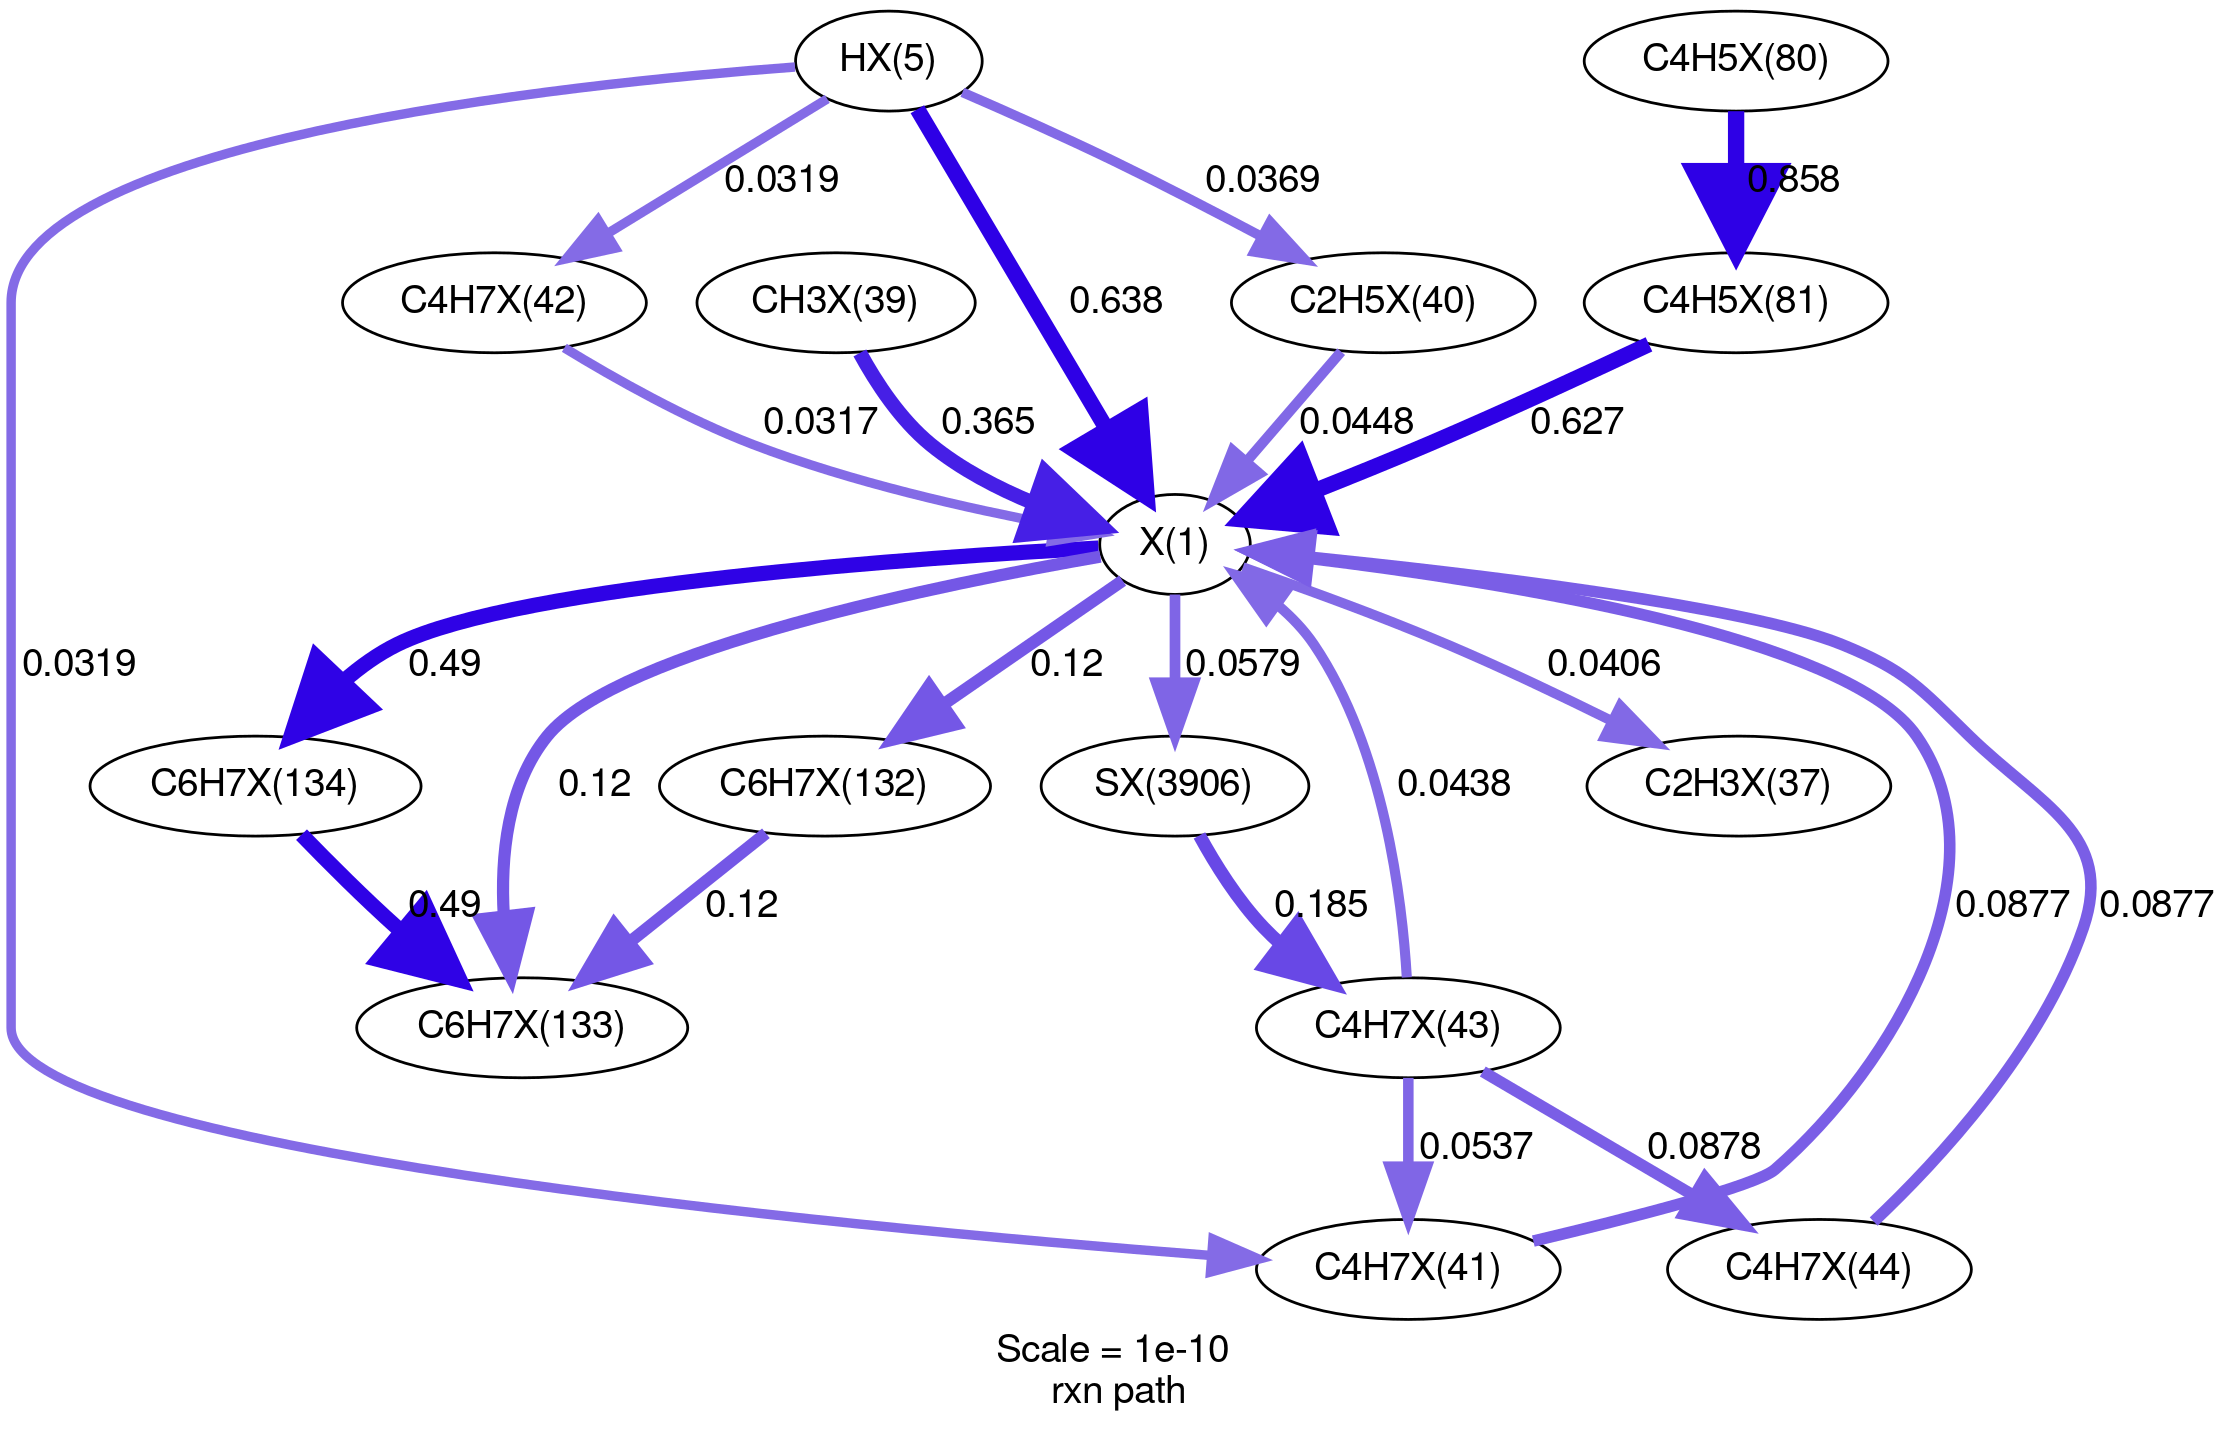 HX(5)
C4H5X(80)
0.0319
0.0369
0.858
C4H7X(42)
CH3X(39)
0.638
C2H5X(40)
C4H5X(81)
0.0317
0.365
0.0448
0.627
X(1)
0.0319
0.49
0.12
0.0579
0.0406
C6H7X(134)
0.12
C6H7X(132)
SX(3906)
0.0438
C2H3X(37)
0.49
0.12
0.185
0.0877
0.0877
C6H7X(133)
C4H7X(43)
0.0537
0.0878
C4H7X(41)
C4H7X(44)
Scale = 1e-10
rxn path